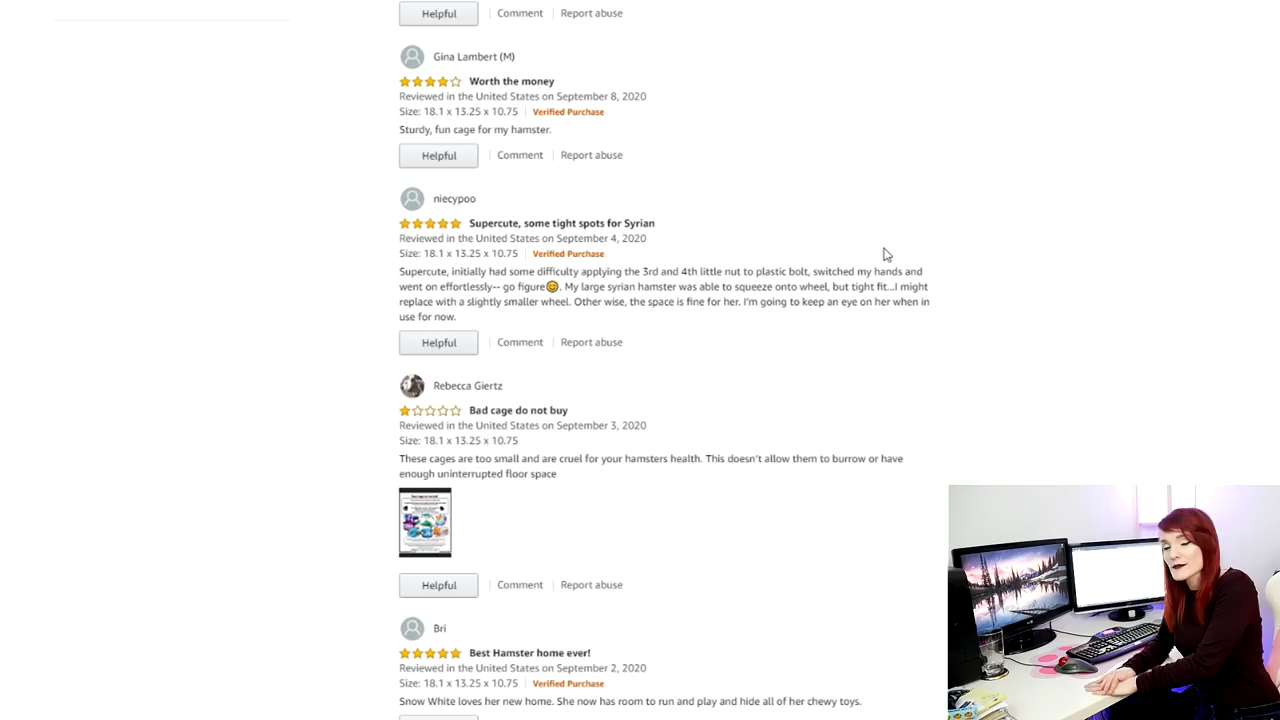 Helpful Comment Report abuse
Gina Lambert (M)
Worth the money
Reviewed in the United States on September 8, 2020
Size: 18.1 x 13.25 x 10.75 Verified Purchase
Sturdy, fun cage for my hamster.
Helpful Comment Report abuse
niecypoo
Supercute, some tight spots for Syrian
Reviewed in the United States on September 4, 2020
Size: 18.1 x 13.25 x 10.75 Verified Purchase
Supercute, initially had some difficulty applying the 3rd and 4th little nut to plastic bolt, switched my hands and
went on effortlessly-- go figure😊. My large syrian hamster was able to squeeze onto wheel, but tight fit...I might
replace with a slightly smaller wheel. Other wise, the space is fine for her. I'm going to keep an eye on her when in
use for now.
Helpful Comment Report abuse
Rebecca Giertz
Bad cage do not buy
Reviewed in the United States on September 3, 2020
Size: 18.1 x 13.25 x 10.75
These cages are too small and are cruel for your hamsters health. This doesn't allow them to burrow or have
enough uninterrupted floor space
Helpful Comment Report abuse
Bri
Best Hamster home ever!
Reviewed in the United States on September 2, 2020
Size: 18.1 x 13.25 x 10.75 Verified Purchase
Snow White loves her new home. She now has room to run and play and hide all of her chewy toys.